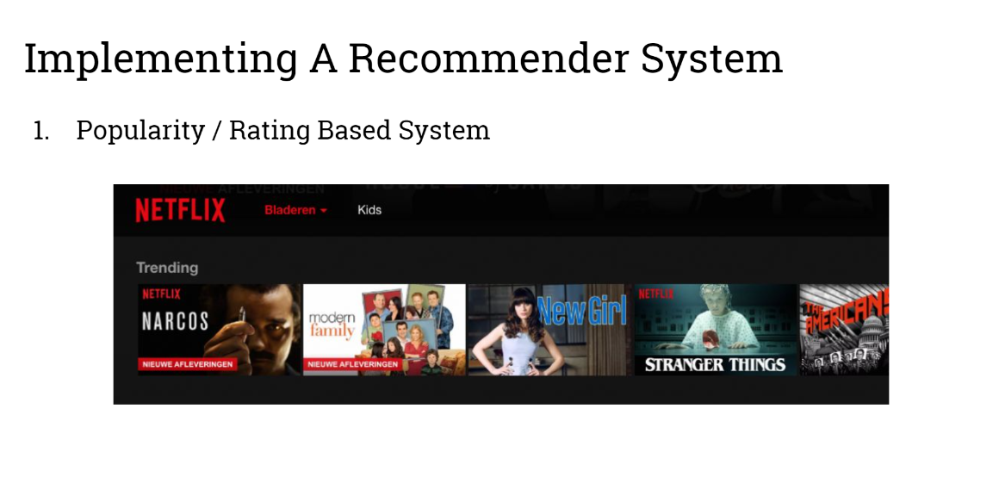 Implementing A Recommender System
1. Popularity / Rating Based System
AFLEVERINGEN
NETFLIX Bladeren Kids
Trending
NETFLIX
NARCOS
NIEUWE AFLEVERINGEN
modern
family
NIEUWE AFLEVERINGEN
New Girl
NETFLIX
STRANGER THINGS
THE
AMERICANS